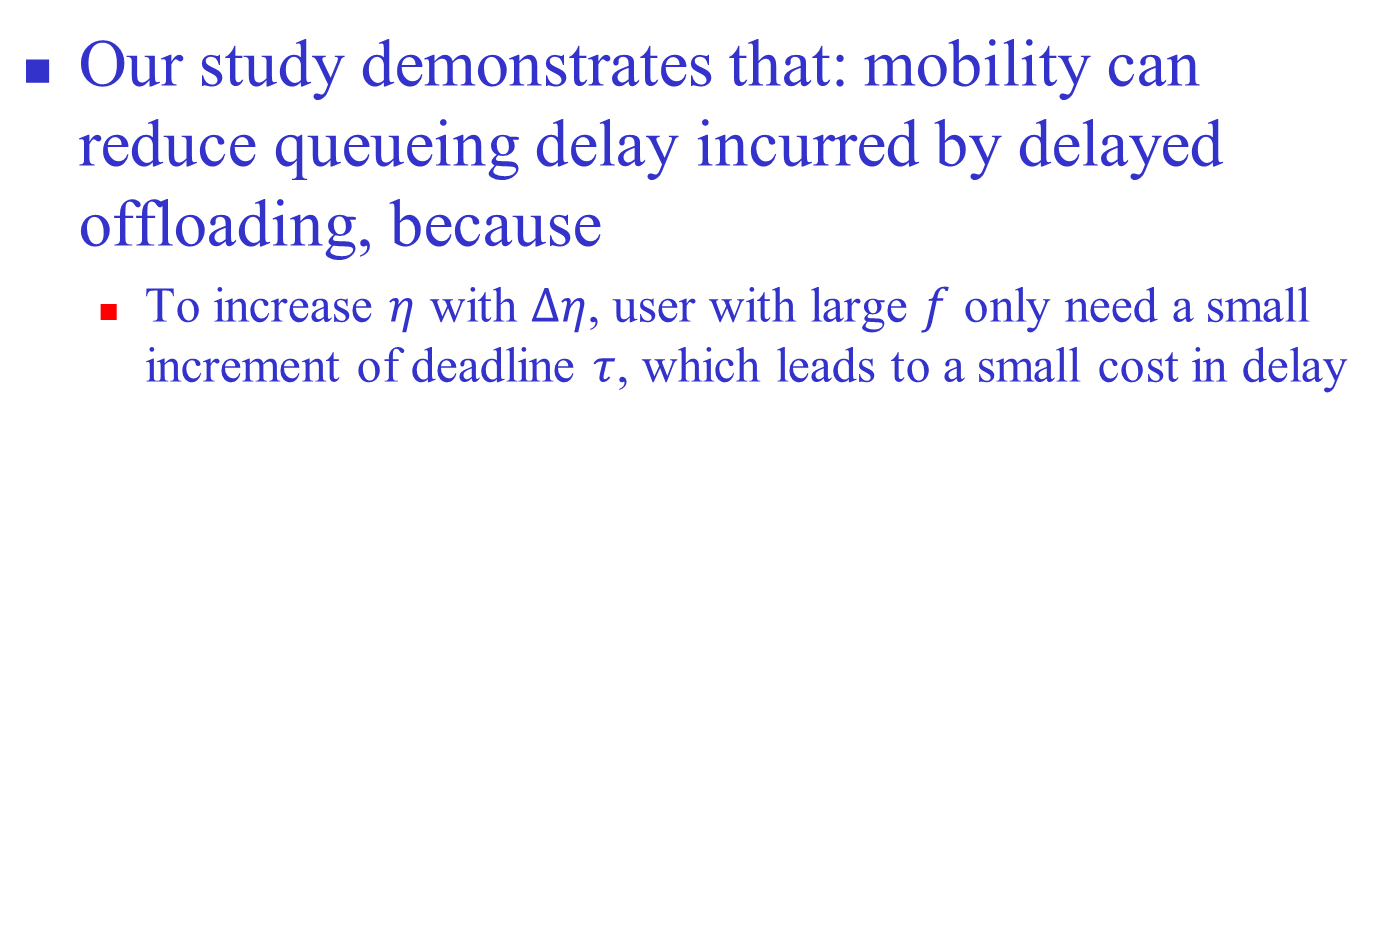 Our study demonstrates that: mobility can
reduce queueing delay incurred by delayed
offloading, because
To increase η with Δη, user with large f only need a small
increment of deadline τ, which leads to a small cost in delay